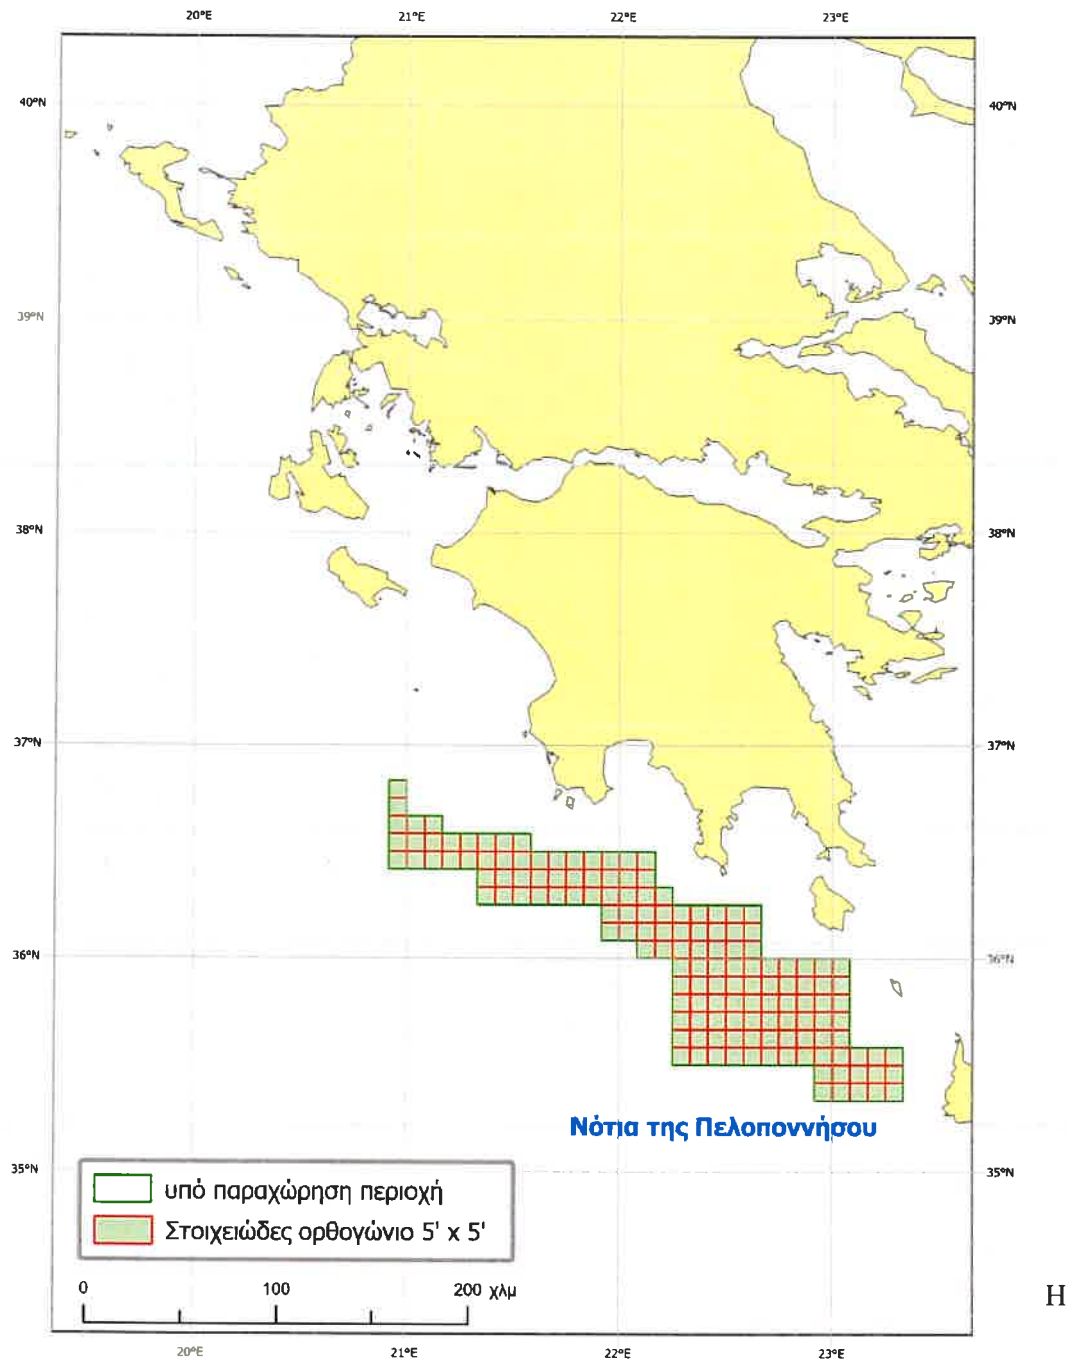 20°E 21°E 22°E 23°E
40°N 40°N
39°N 39°N
38°N 38°N
37°N 37°N
36°N 36°N
Νότια της Πελοποννήσου
35°N 35°N
υπό παραχώρηση περιοχή
Στοιχειώδες ορθογώνιο 5' x 5'
0 100 200 χλμ
Η
20°E 21°E 22°E 23°E